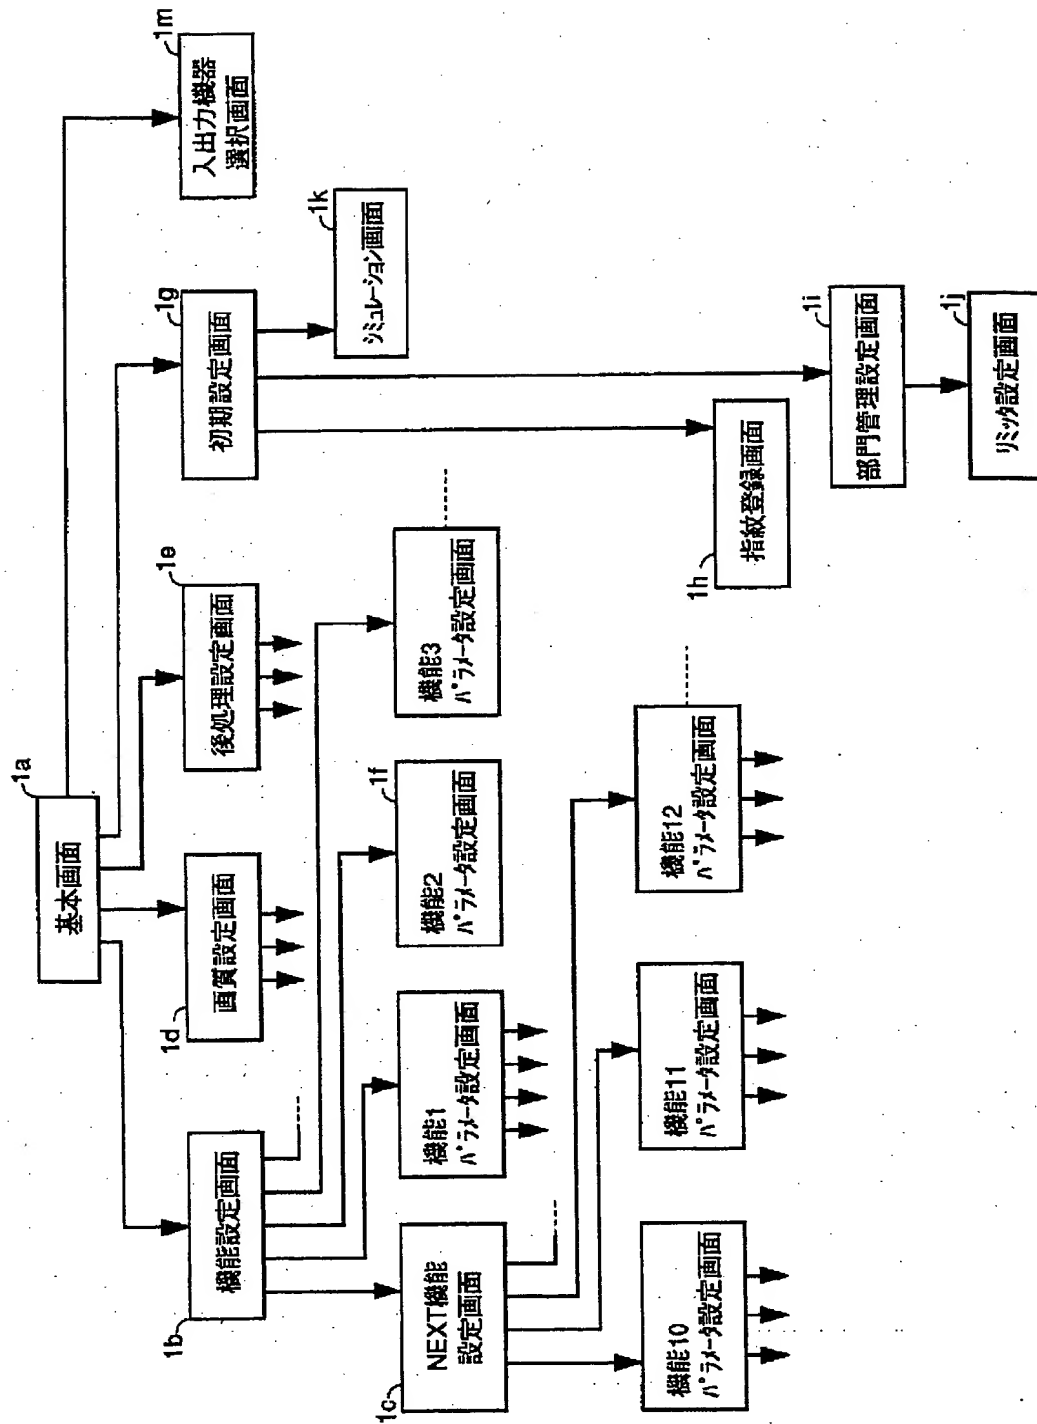 1a
基本画面
1m
入出力機器
選択画面
1g
初期設定画面
1e
後処理設定画面
1d
画質設定画面
1b
機能設定画面
1k
シミュレーション画面
1f
機能3
パラメータ設定画面
機能2
パラメータ設定画面
機能1
パラメータ設定画面
1c
NEXT機能
設定画面
1h
指紋登録画面
機能12
パラメータ設定画面
機能11
パラメータ設定画面
機能10
パラメータ設定画面
1i
部門管理設定画面
1j
リミッタ設定画面